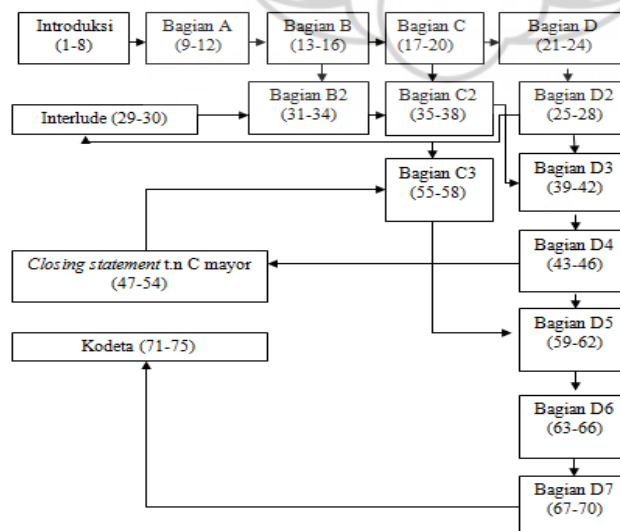 Introduksi
(1-8)
Bagian A
(9-12)
Bagian B
(13-16)
Bagian C
(17-20)
Bagian D
(21-24)
Interlude (29-30)
Bagian B2
(31-34)
Bagian C2
(35-38)
Bagian D2
(25-28)
Bagian C3
(55-58)
Bagian D3
(39-42)
Closing statement t.n C mayor
(47-54)
Bagian D4
(43-46)
Kodeta (71-75)
Bagian D5
(59-62)
Bagian D6
(63-66)
Bagian D7
(67-70)